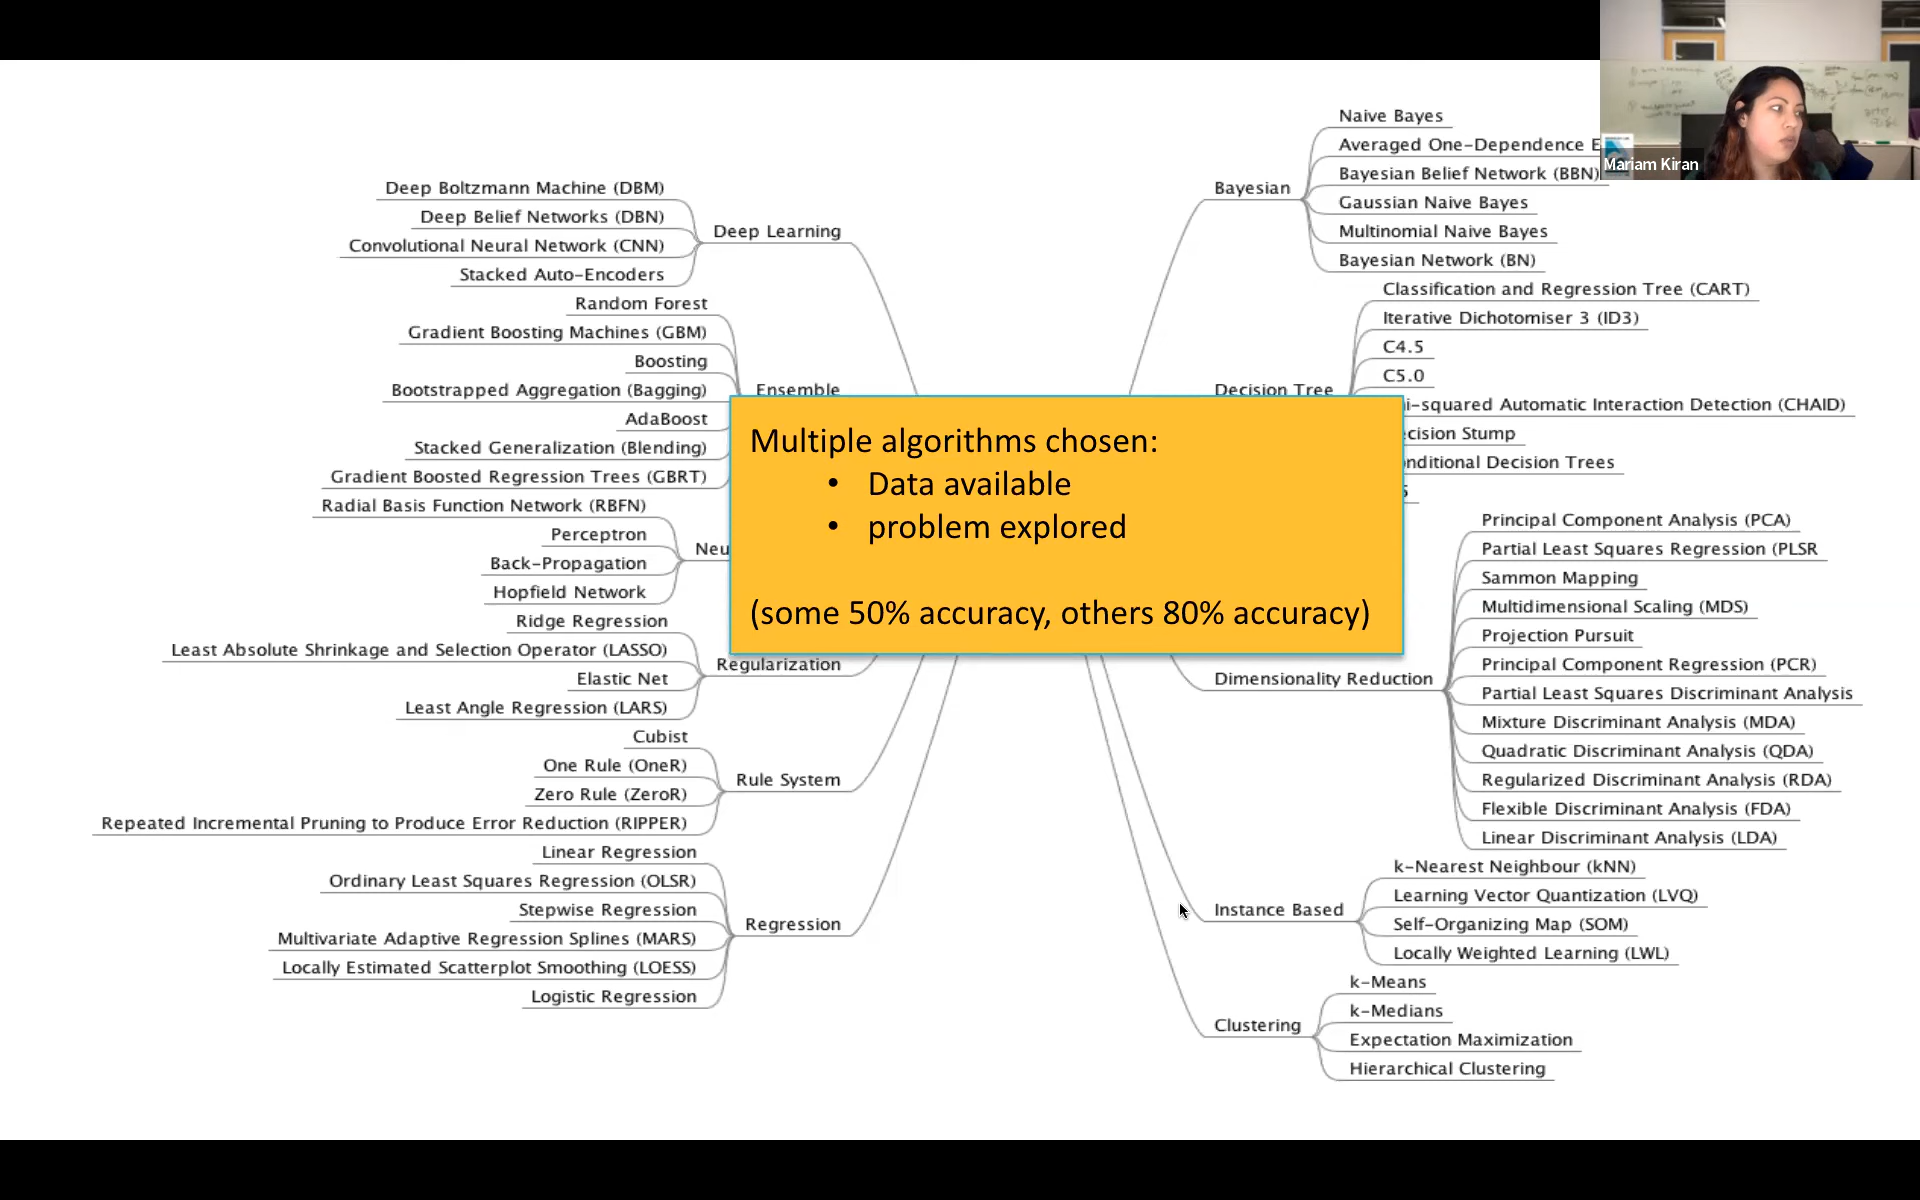 Mariam Kiran
Deep Learning
Deep Boltzmann Machine (DBM)
Deep Belief Networks (DBN)
Convolutional Neural Network (CNN)
Stacked Auto-Encoders
Ensemble
Random Forest
Gradient Boosting Machines (GBM)
Boosting
Bootstrapped Aggregation (Bagging)
AdaBoost
Stacked Generalization (Blending)
Gradient Boosted Regression Trees (GBRT)
Neu
Radial Basis Function Network (RBFN)
Perceptron
Back-Propagation
Hopfield Network
Regularization
Ridge Regression
Least Absolute Shrinkage and Selection Operator (LASSO)
Elastic Net
Least Angle Regression (LARS)
Rule System
Cubist
One Rule (OneR)
Zero Rule (ZeroR)
Repeated Incremental Pruning to Produce Error Reduction (RIPPER)
Regression
Linear Regression
Ordinary Least Squares Regression (OLSR)
Stepwise Regression
Multivariate Adaptive Regression Splines (MARS)
Locally Estimated Scatterplot Smoothing (LOESS)
Logistic Regression
Multiple algorithms chosen:
• Data available
• problem explored
(some 50% accuracy, others 80% accuracy)
Bayesian
Naive Bayes
Averaged One-Dependence E
Bayesian Belief Network (BBN)
Gaussian Naive Bayes
Multinomial Naive Bayes
Bayesian Network (BN)
Decision Tree
Classification and Regression Tree (CART)
Iterative Dichotomiser 3 (ID3)
C4.5
C5.0
i-squared Automatic Interaction Detection (CHAID)
cision Stump
nditional Decision Trees
5
Dimensionality Reduction
Principal Component Analysis (PCA)
Partial Least Squares Regression (PLSR
Sammon Mapping
Multidimensional Scaling (MDS)
Projection Pursuit
Principal Component Regression (PCR)
Partial Least Squares Discriminant Analysis
Mixture Discriminant Analysis (MDA)
Quadratic Discriminant Analysis (QDA)
Regularized Discriminant Analysis (RDA)
Flexible Discriminant Analysis (FDA)
Linear Discriminant Analysis (LDA)
Instance Based
k-Nearest Neighbour (kNN)
Learning Vector Quantization (LVQ)
Self-Organizing Map (SOM)
Locally Weighted Learning (LWL)
Clustering
k-Means
k-Medians
Expectation Maximization
Hierarchical Clustering